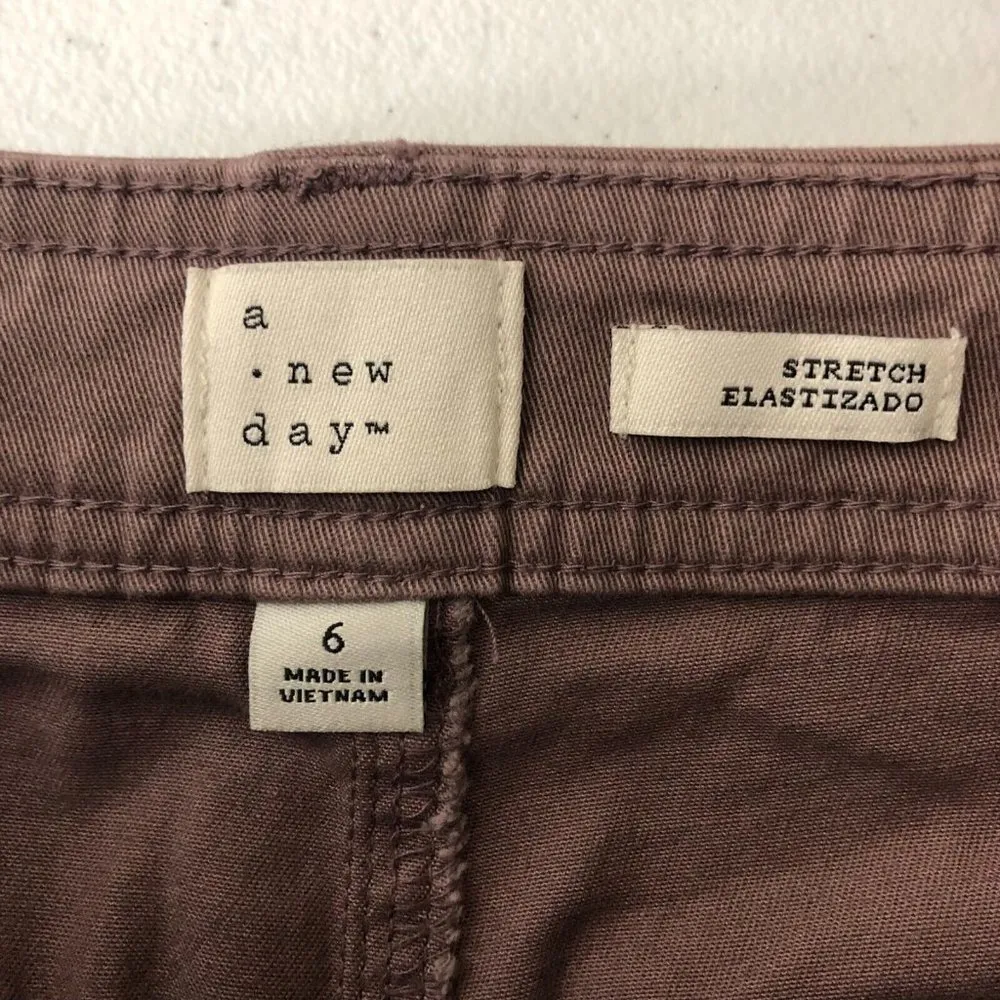 a
· new
day™
STRETCH
ELASTIZADO
6
MADE IN
VIETNAM